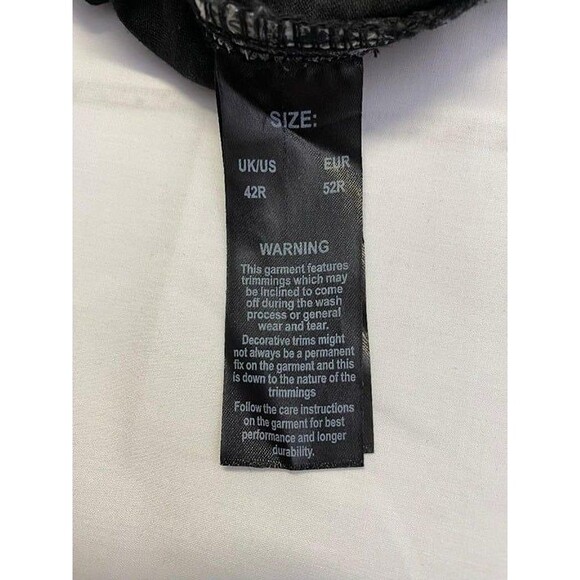 SIZE:
UK/US EUR
42R 52R
WARNING
This garment features
trimmings which may
be inclined to come
off during the wash
process or general
wear and tear.
Decorative trims might
not always be a permanent
fix on the garment and this
is down to the nature of the
trimmings
Follow the care instructions
on the garment for best
performance and longer
durability.